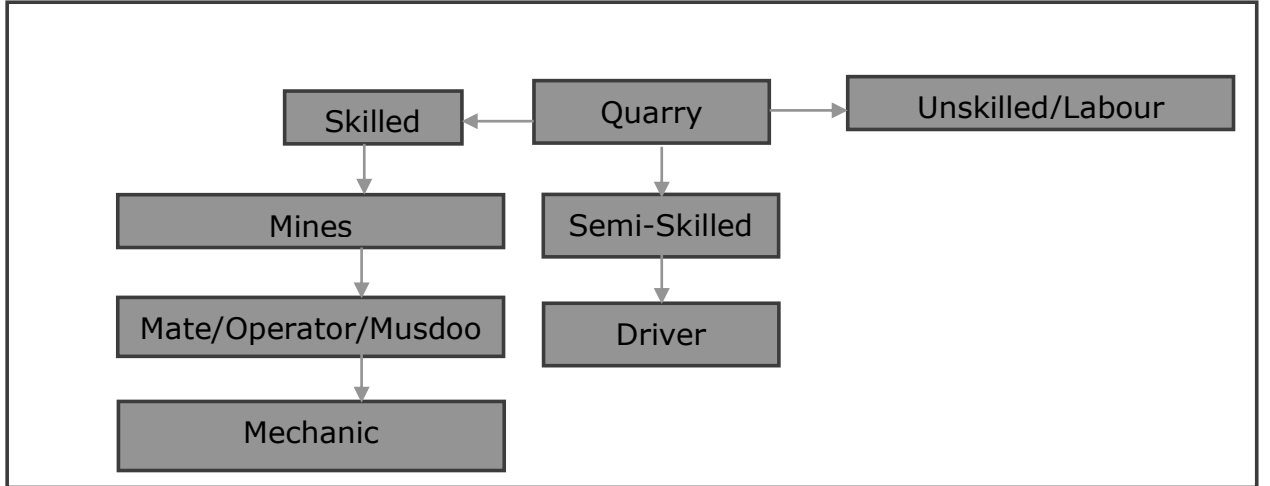 Skilled
Quarry
Unskilled/Labour
Mines
Semi-Skilled
Mate/Operator/Musdoo
Driver
Mechanic